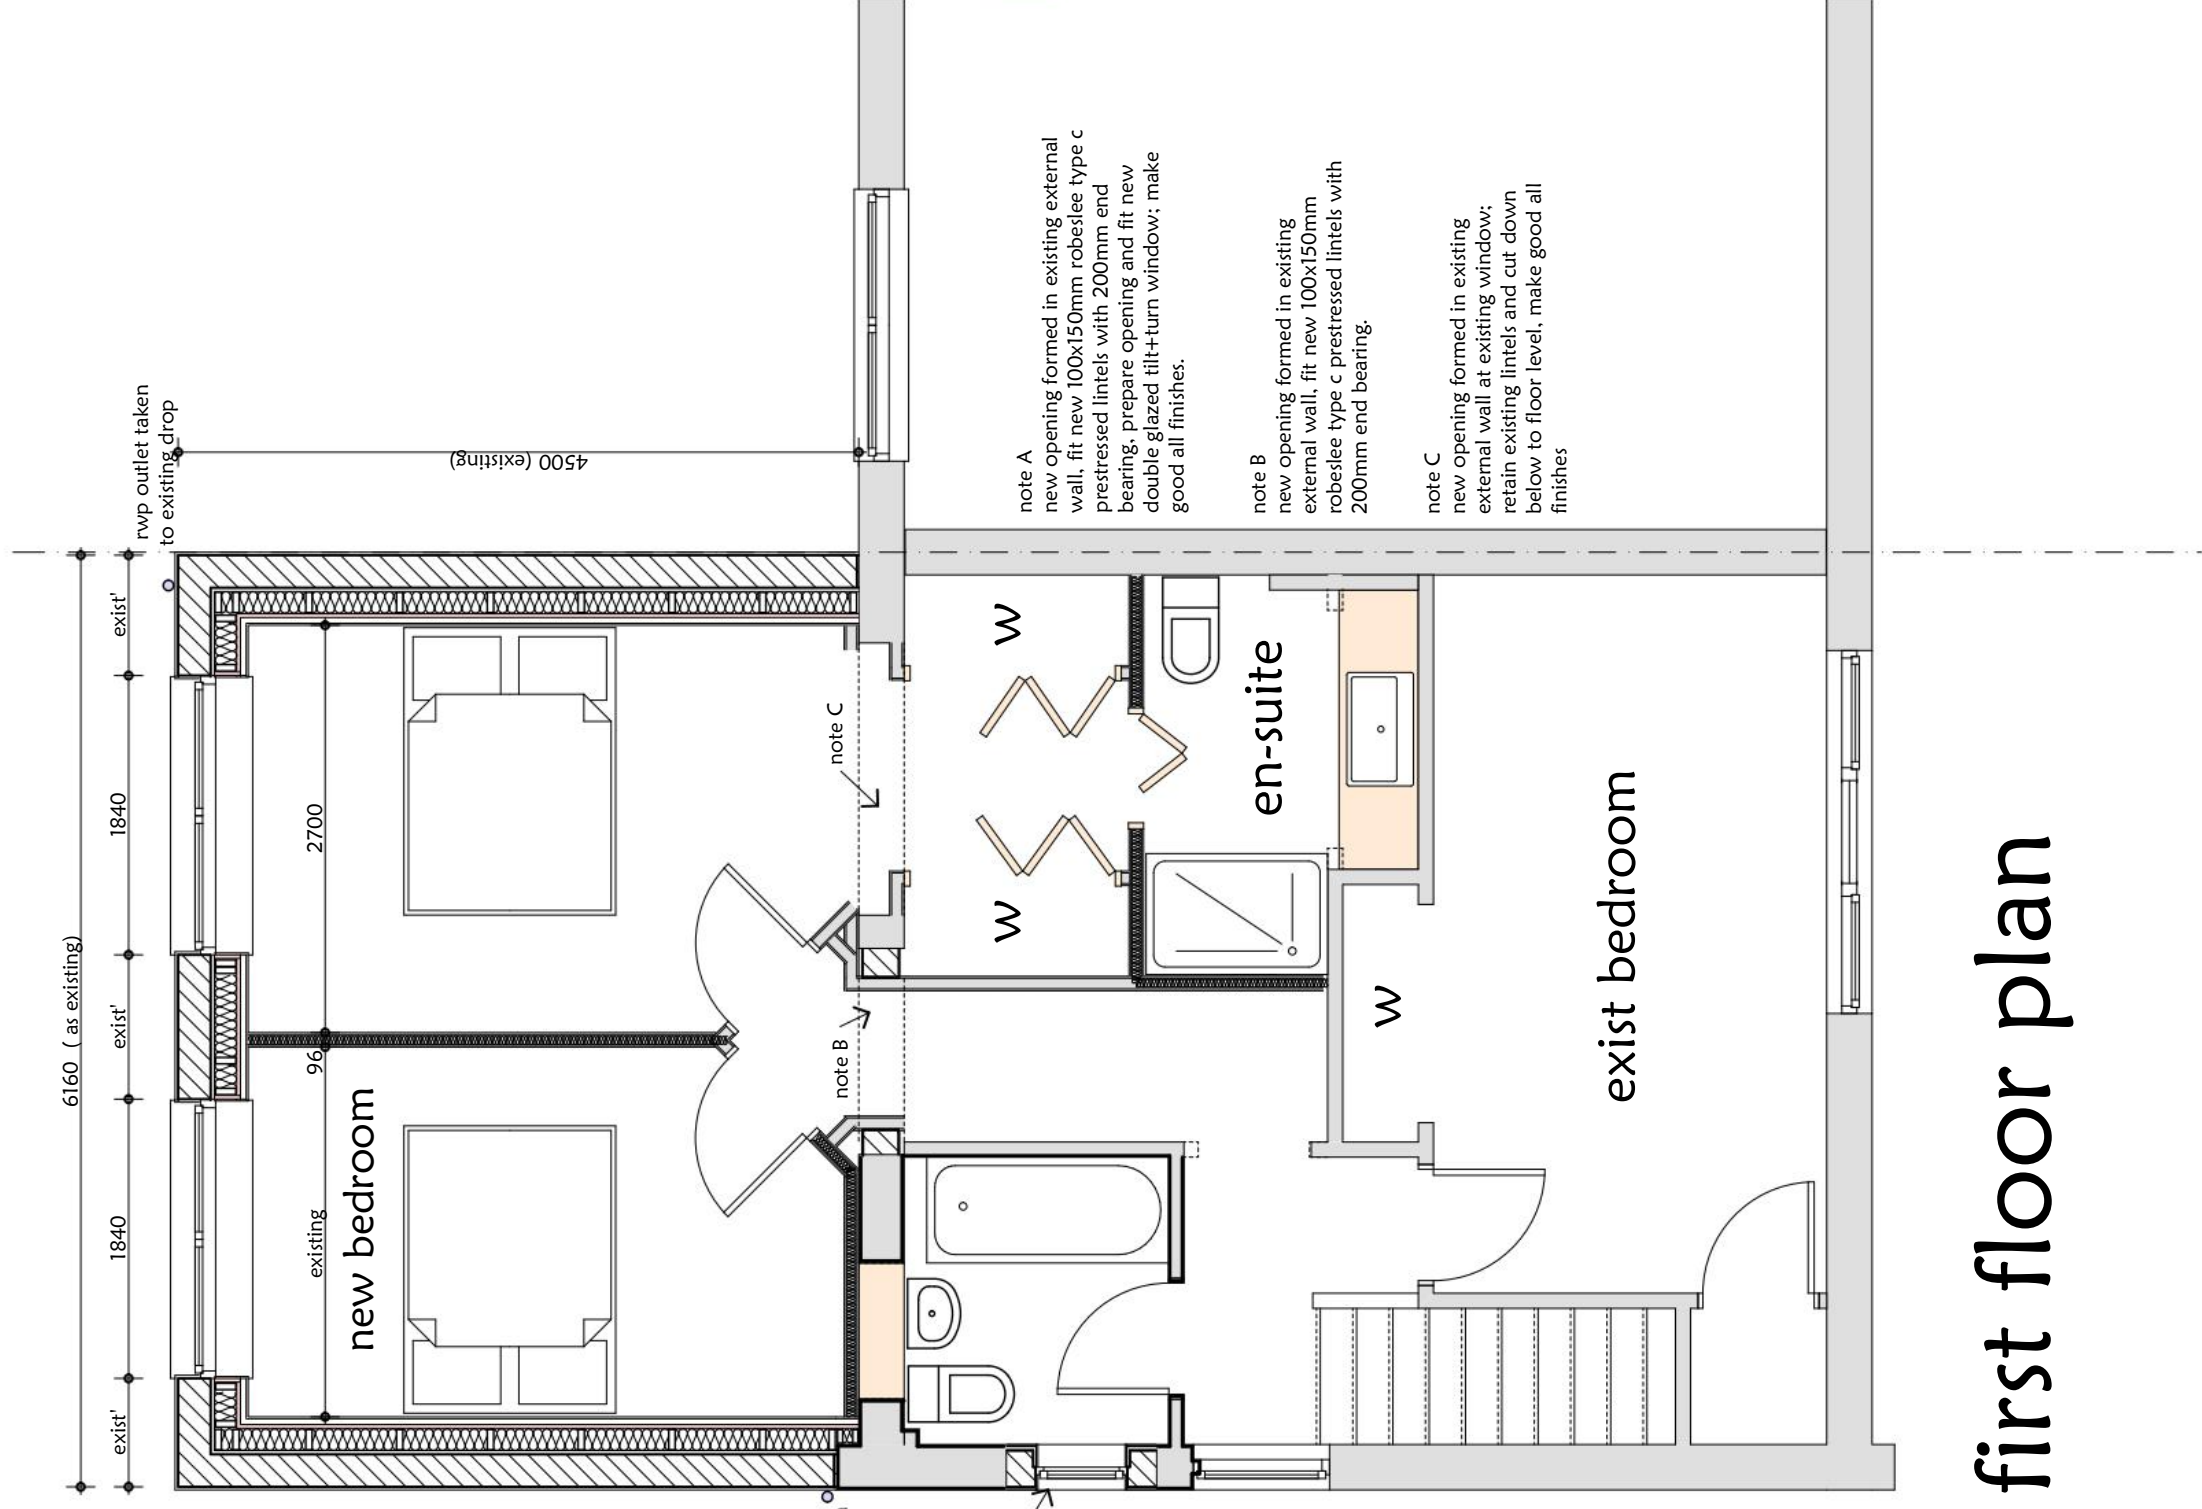 6160 ( as existing)
exist'
1840
exist'
1840
exist'
rwp outlet taken
to existing drop
existing
96
2700
4500 (existing)
new bedroom
note B
note C
w
w
en-suite
w
exist bedroom
note A
new opening formed in existing external
wall, fit new 100x150mm robeslee type c
prestressed lintels with 200mm end
bearing, prepare opening and fit new
double glazed tilt+turn window; make
good all finishes.
note B
new opening formed in existing
external wall, fit new 100x150mm
robeslee type c prestressed lintels with
200mm end bearing.
note C
new opening formed in existing
external wall at existing window;
retain existing lintels and cut down
below to floor level, make good all
finishes
first floor plan